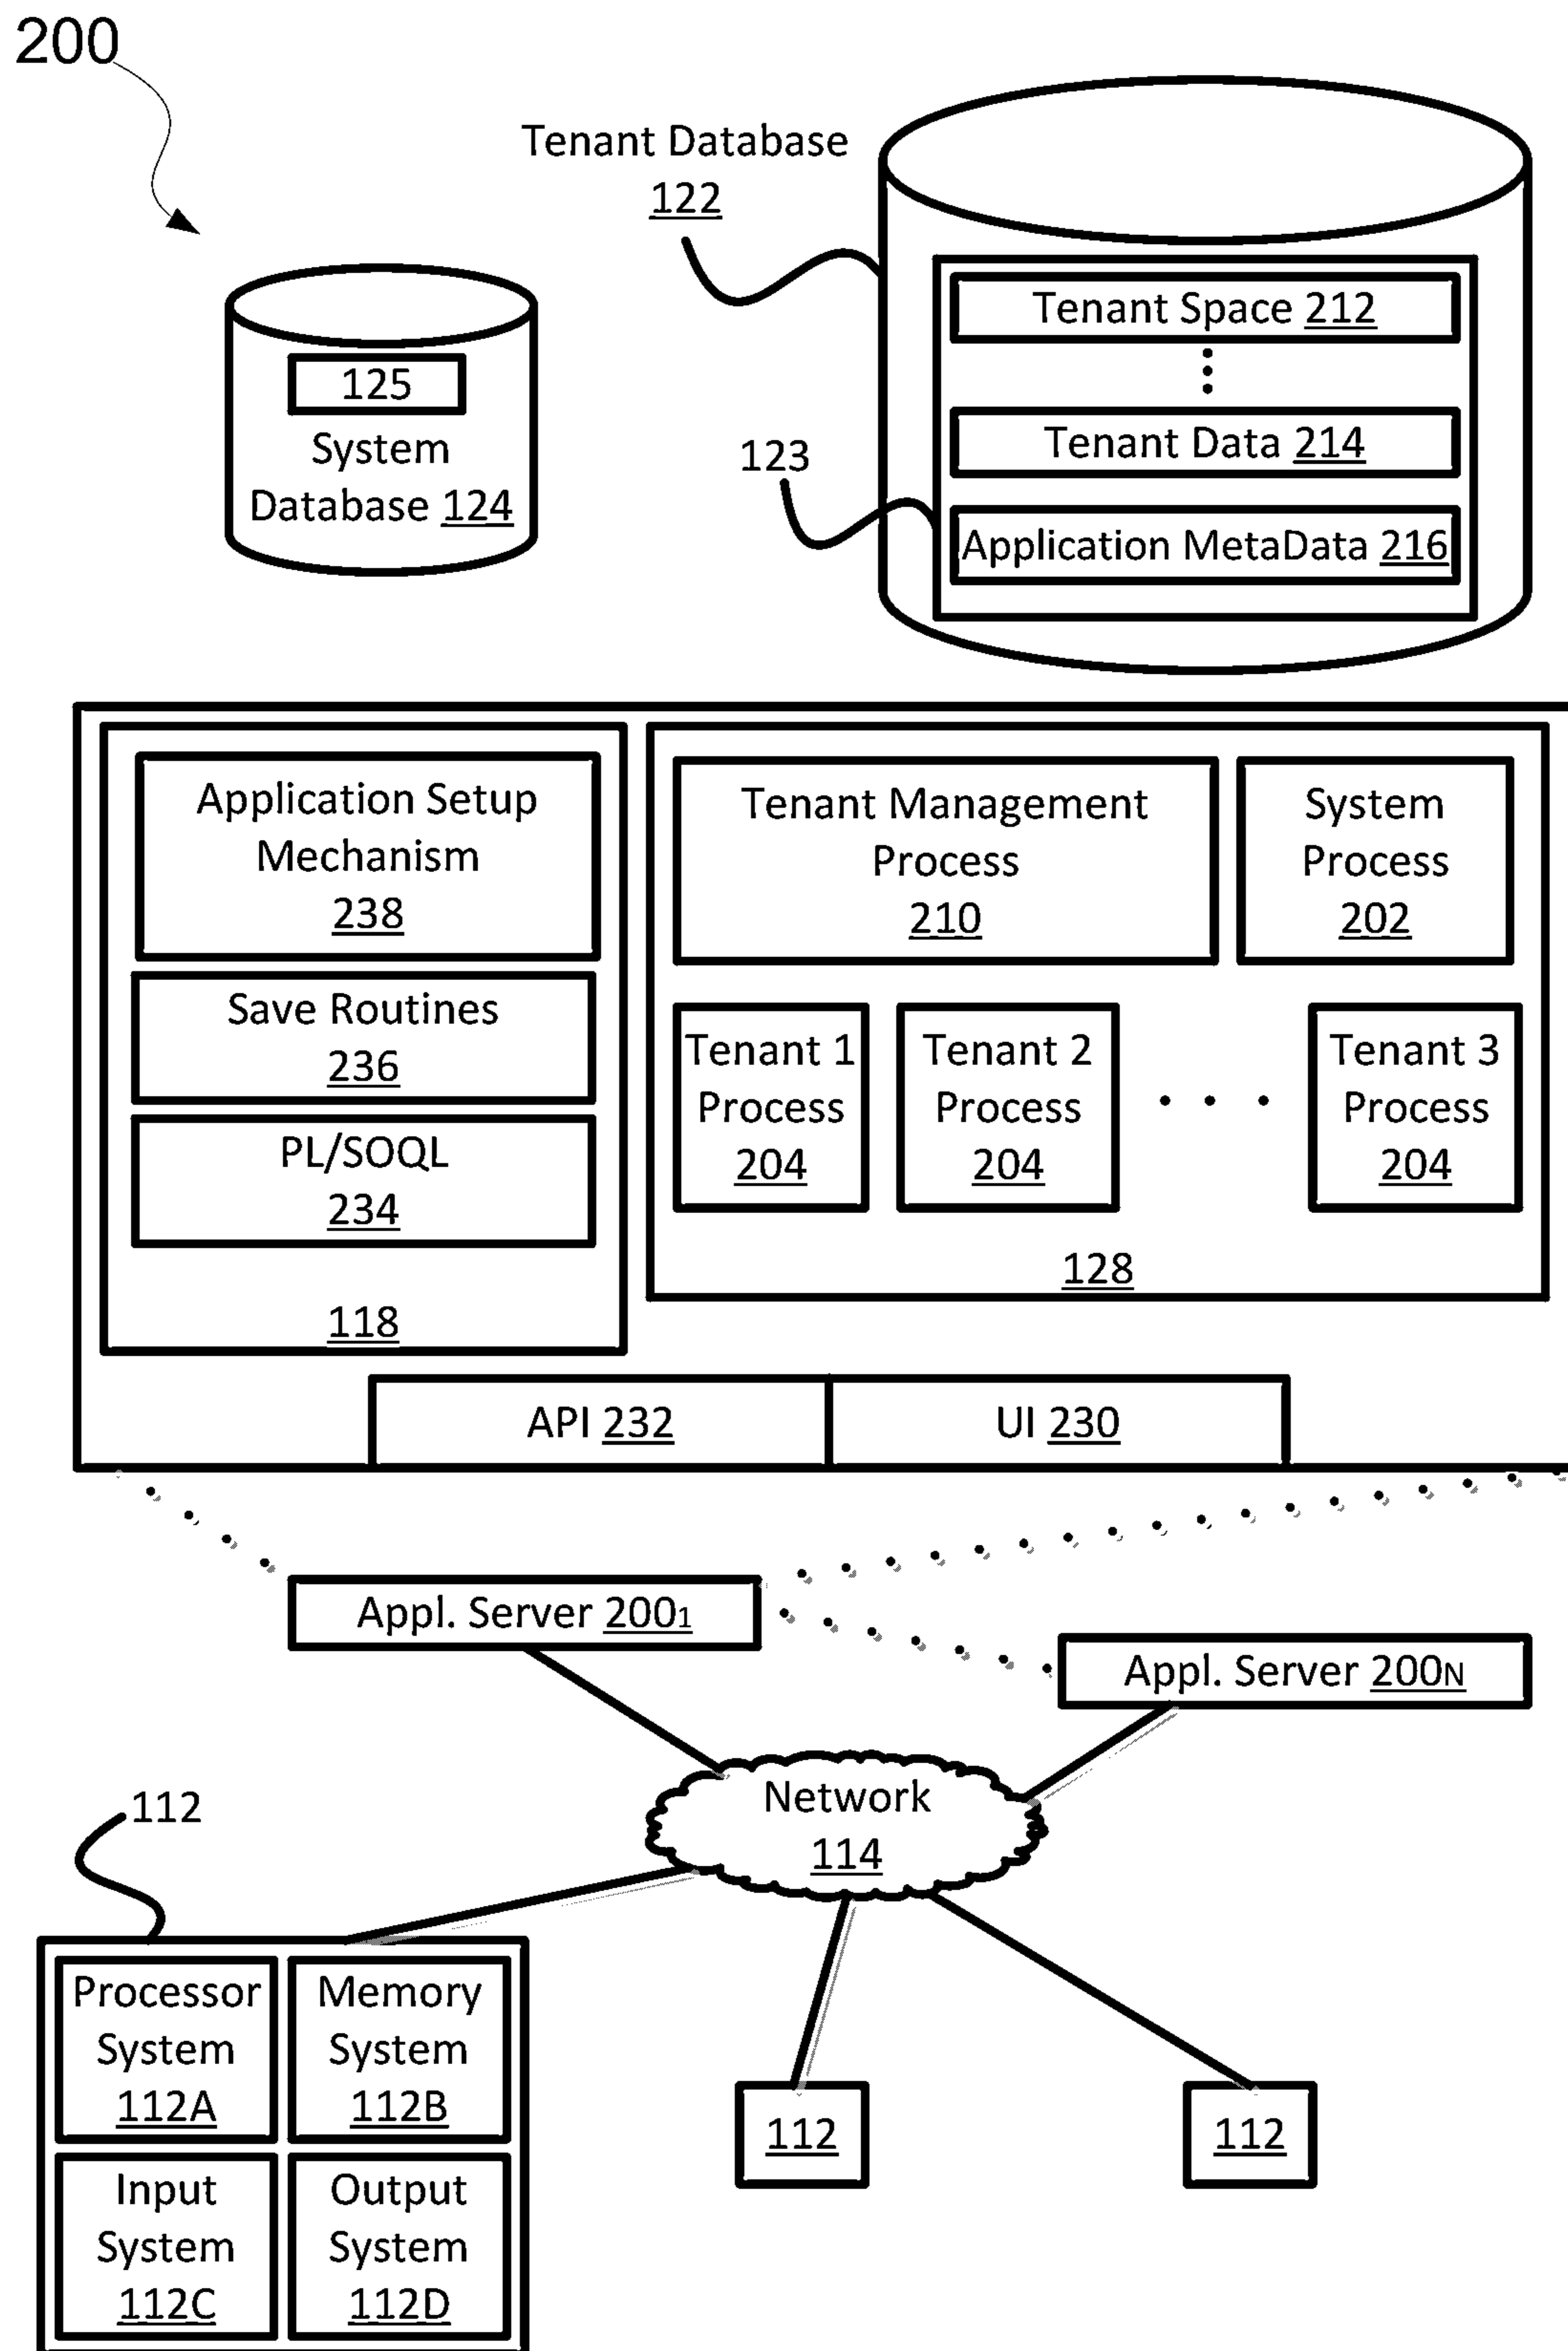 200
Tenant Database
122
Tenant Space 212
125
System
Database 124
123
Tenant Data 214
Application MetaData 216
Application Setup
Mechanism
238
Tenant Management
Process
210
System
Process
202
Save Routines
236
Tenant 1
Process
204
Tenant 2
Process
204
Tenant 3
Process
204
PL/SOQL
234
128
118
API 232
UI 230
Appl. Server 200₁
Appl. Server 200N
Network
114
112
Processor
System
112A
Memory
System
112B
Input
System
112C
Output
System
112D
112
112